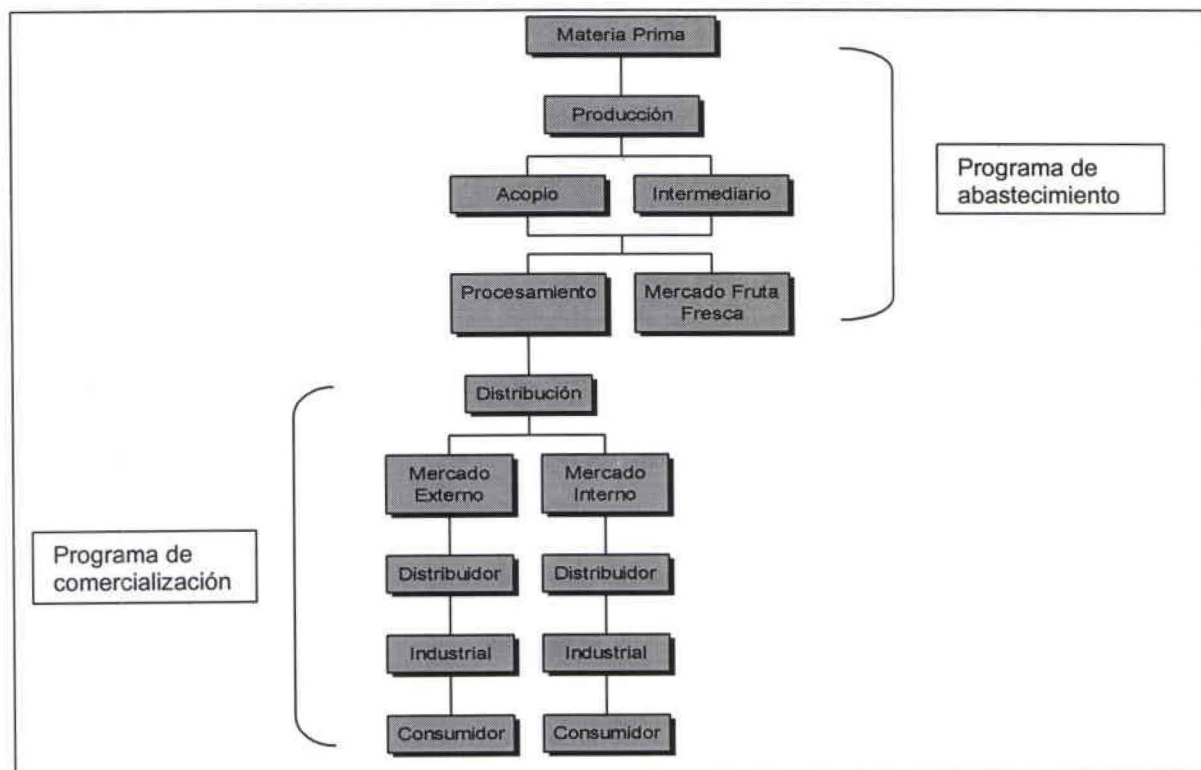 Materia Prima
Producción
Acopio
Intermediario
Programa de
abastecimiento
Procesamiento
Mercado Fruta
Fresca
Distribución
Mercado
Externo
Mercado
Interno
Programa de
comercialización
Distribuidor
Distribuidor
Industrial
Industrial
Consumidor
Consumidor